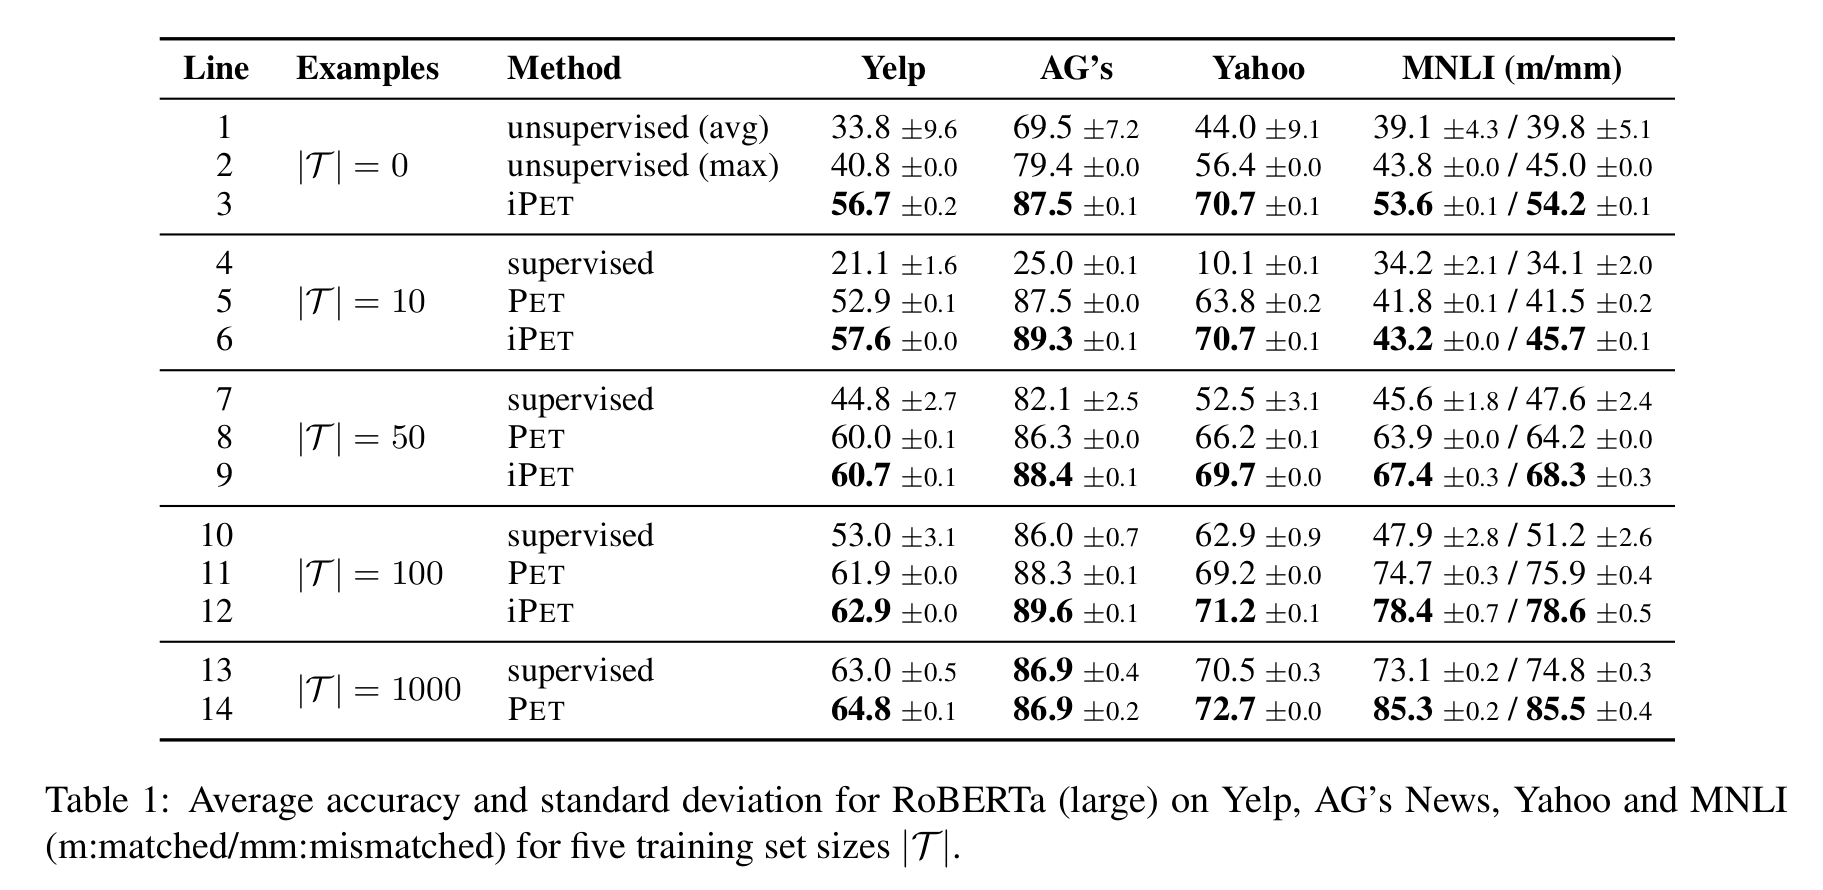 Line Examples Method Yelp AG's Yahoo MNLI (m/mm)
1 unsupervised (avg) 33.8 ±9.6 69.5 ±7.2 44.0 ±9.1 39.1 ±4.3 / 39.8 ±5.1
2 |𝒯| = 0 unsupervised (max) 40.8 ±0.0 79.4 ±0.0 56.4 ±0.0 43.8 ±0.0 / 45.0 ±0.0
3 iPET 56.7 ±0.2 87.5 ±0.1 70.7 ±0.1 53.6 ±0.1 / 54.2 ±0.1
4 supervised 21.1 ±1.6 25.0 ±0.1 10.1 ±0.1 34.2 ±2.1 / 34.1 ±2.0
5 |𝒯| = 10 PET 52.9 ±0.1 87.5 ±0.0 63.8 ±0.2 41.8 ±0.1 / 41.5 ±0.2
6 iPET 57.6 ±0.0 89.3 ±0.1 70.7 ±0.1 43.2 ±0.0 / 45.7 ±0.1
7 supervised 44.8 ±2.7 82.1 ±2.5 52.5 ±3.1 45.6 ±1.8 / 47.6 ±2.4
8 |𝒯| = 50 PET 60.0 ±0.1 86.3 ±0.0 66.2 ±0.1 63.9 ±0.0 / 64.2 ±0.0
9 iPET 60.7 ±0.1 88.4 ±0.1 69.7 ±0.0 67.4 ±0.3 / 68.3 ±0.3
10 supervised 53.0 ±3.1 86.0 ±0.7 62.9 ±0.9 47.9 ±2.8 / 51.2 ±2.6
11 |𝒯| = 100 PET 61.9 ±0.0 88.3 ±0.1 69.2 ±0.0 74.7 ±0.3 / 75.9 ±0.4
12 iPET 62.9 ±0.0 89.6 ±0.1 71.2 ±0.1 78.4 ±0.7 / 78.6 ±0.5
13 |𝒯| = 1000 supervised 63.0 ±0.5 86.9 ±0.4 70.5 ±0.3 73.1 ±0.2 / 74.8 ±0.3
14 PET 64.8 ±0.1 86.9 ±0.2 72.7 ±0.0 85.3 ±0.2 / 85.5 ±0.4
Table 1: Average accuracy and standard deviation for RoBERTa (large) on Yelp, AG's News, Yahoo and MNLI
(m:matched/mm:mismatched) for five training set sizes |𝒯|.